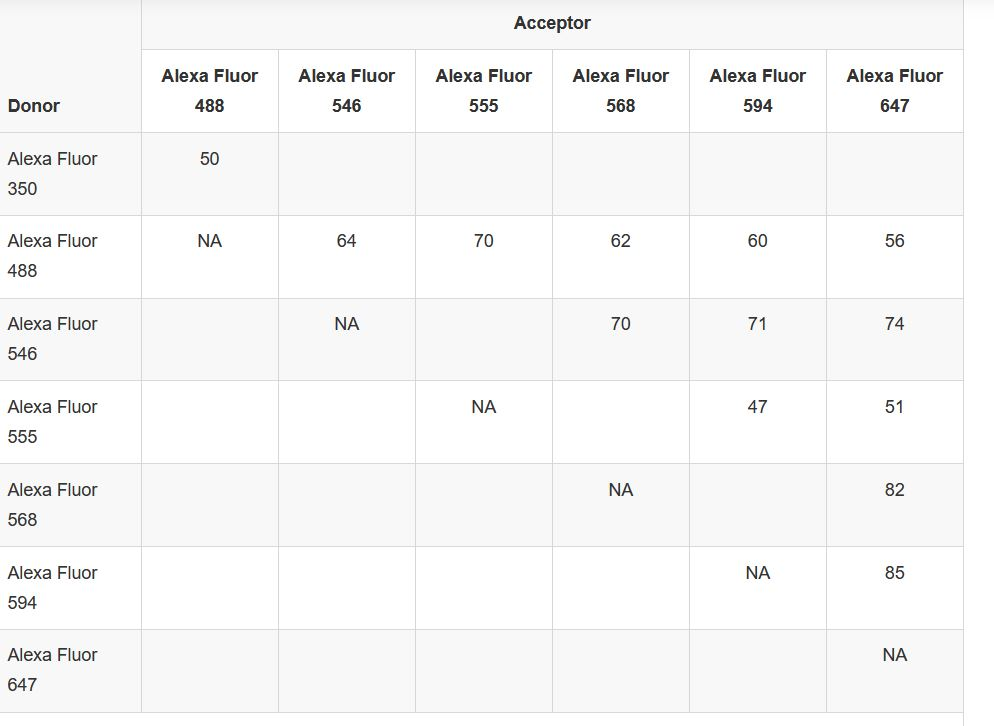 Acceptor
Donor
Alexa Fluor 488
Alexa Fluor 546
Alexa Fluor 555
Alexa Fluor 568
Alexa Fluor 594
Alexa Fluor 647
Alexa Fluor 350
50
Alexa Fluor 488
NA 64 70 62 60 56
Alexa Fluor 546
NA 70 71 74
Alexa Fluor 555
NA 47 51
Alexa Fluor 568
NA 82
Alexa Fluor 594
NA 85
Alexa Fluor 647
NA